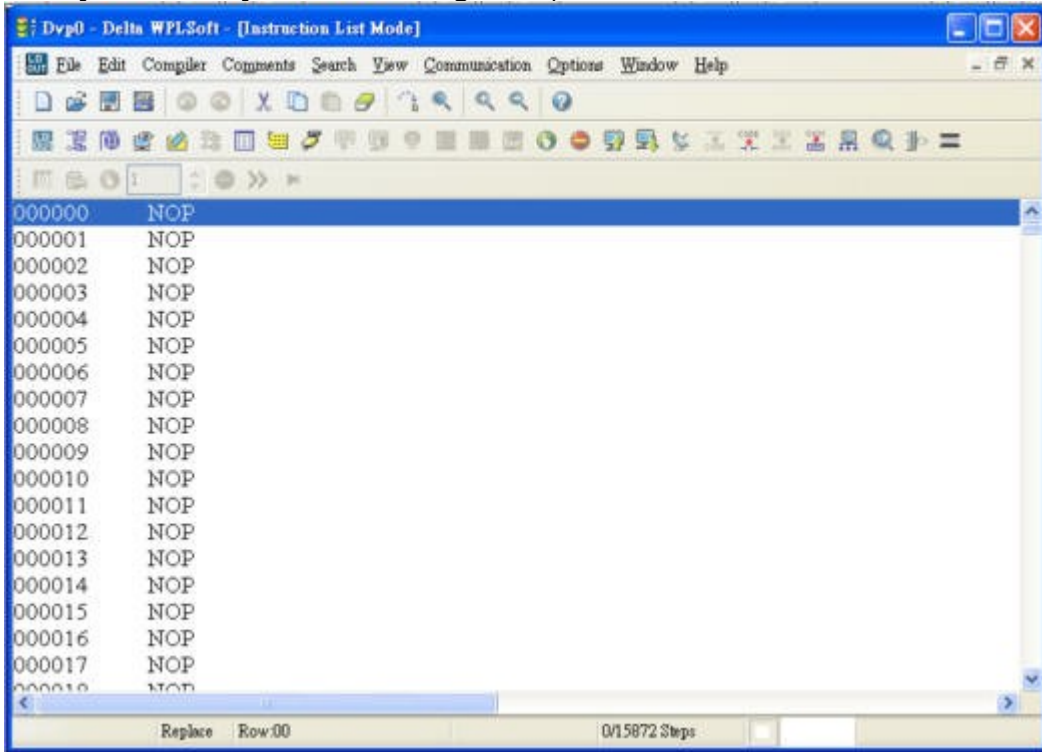 Dvp0 - Delta WPLSoft - [Instruction List Mode]
File Edit Compiler Comments Search View Communication Options Window Help
1
000000 NOP
000001 NOP
000002 NOP
000003 NOP
000004 NOP
000005 NOP
000006 NOP
000007 NOP
000008 NOP
000009 NOP
000010 NOP
000011 NOP
000012 NOP
000013 NOP
000014 NOP
000015 NOP
000016 NOP
000017 NOP
000018 NOP
Replace Row:00 0/15872 Steps